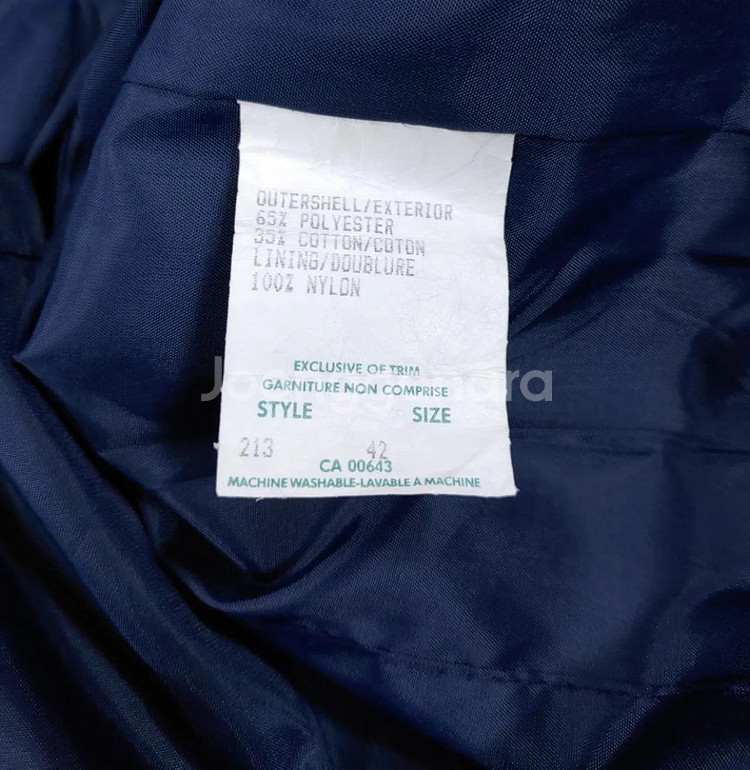 OUTERSHELL/EXTERIOR
65% POLYESTER
35% COTTON/COTON
LINING/DOUBLURE
100% NYLON
EXCLUSIVE OF TRIM
GARNITURE NON COMPRISE
STYLE SIZE
213 42
CA 00643
MACHINE WASHABLE-LAVABLE A MACHINE